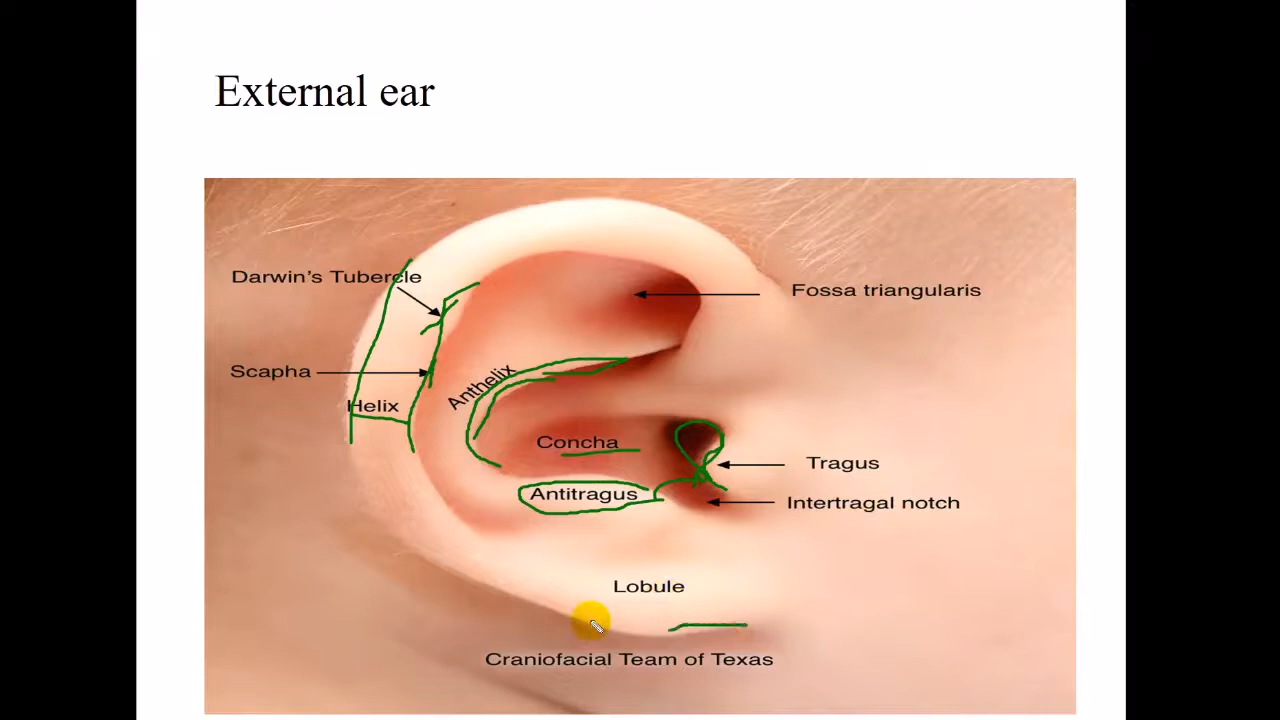 External ear
Darwin's Tubercle
Fossa triangularis
Scapha
Anthelix
Helix
Concha
Tragus
Antitragus
Intertragal notch
Lobule
Craniofacial Team of Texas